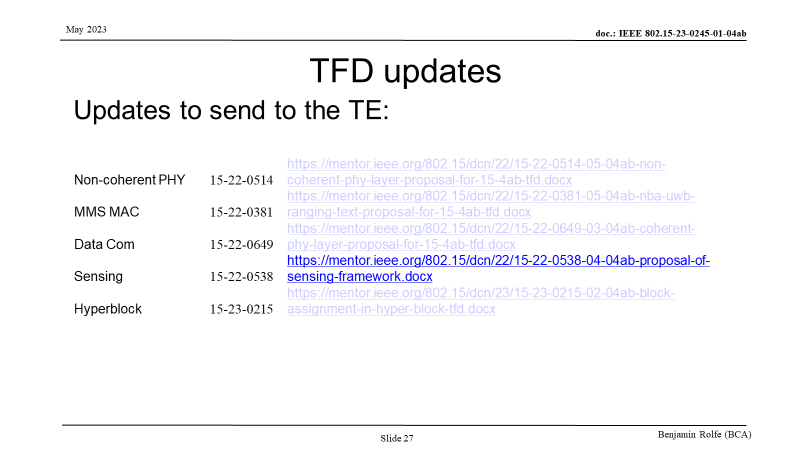 May 2023
doc.: IEEE 802.15-23-0245-01-04ab
TFD updates
Updates to send to the TE:
Non-coherent PHY 15-22-0514 https://mentor.ieee.org/802.15/dcn/22/15-22-0514-05-04ab-non-
coherent-phy-layer-proposal-for-15-4ab-tfd.docx
MMS MAC 15-22-0381 https://mentor.ieee.org/802.15/dcn/22/15-22-0381-05-04ab-nba-uwb-
ranging-text-proposal-for-15-4ab-tfd.docx
Data Com 15-22-0649 https://mentor.ieee.org/802.15/dcn/22/15-22-0649-03-04ab-coherent-
phy-layer-proposal-for-15-4ab-tfd.docx
Sensing 15-22-0538 https://mentor.ieee.org/802.15/dcn/22/15-22-0538-04-04ab-proposal-of-
sensing-framework.docx
Hyperblock 15-23-0215 https://mentor.ieee.org/802.15/dcn/23/15-23-0215-02-04ab-block-
assignment-in-hyper-block-tfd.docx
Slide 27
Benjamin Rolfe (BCA)